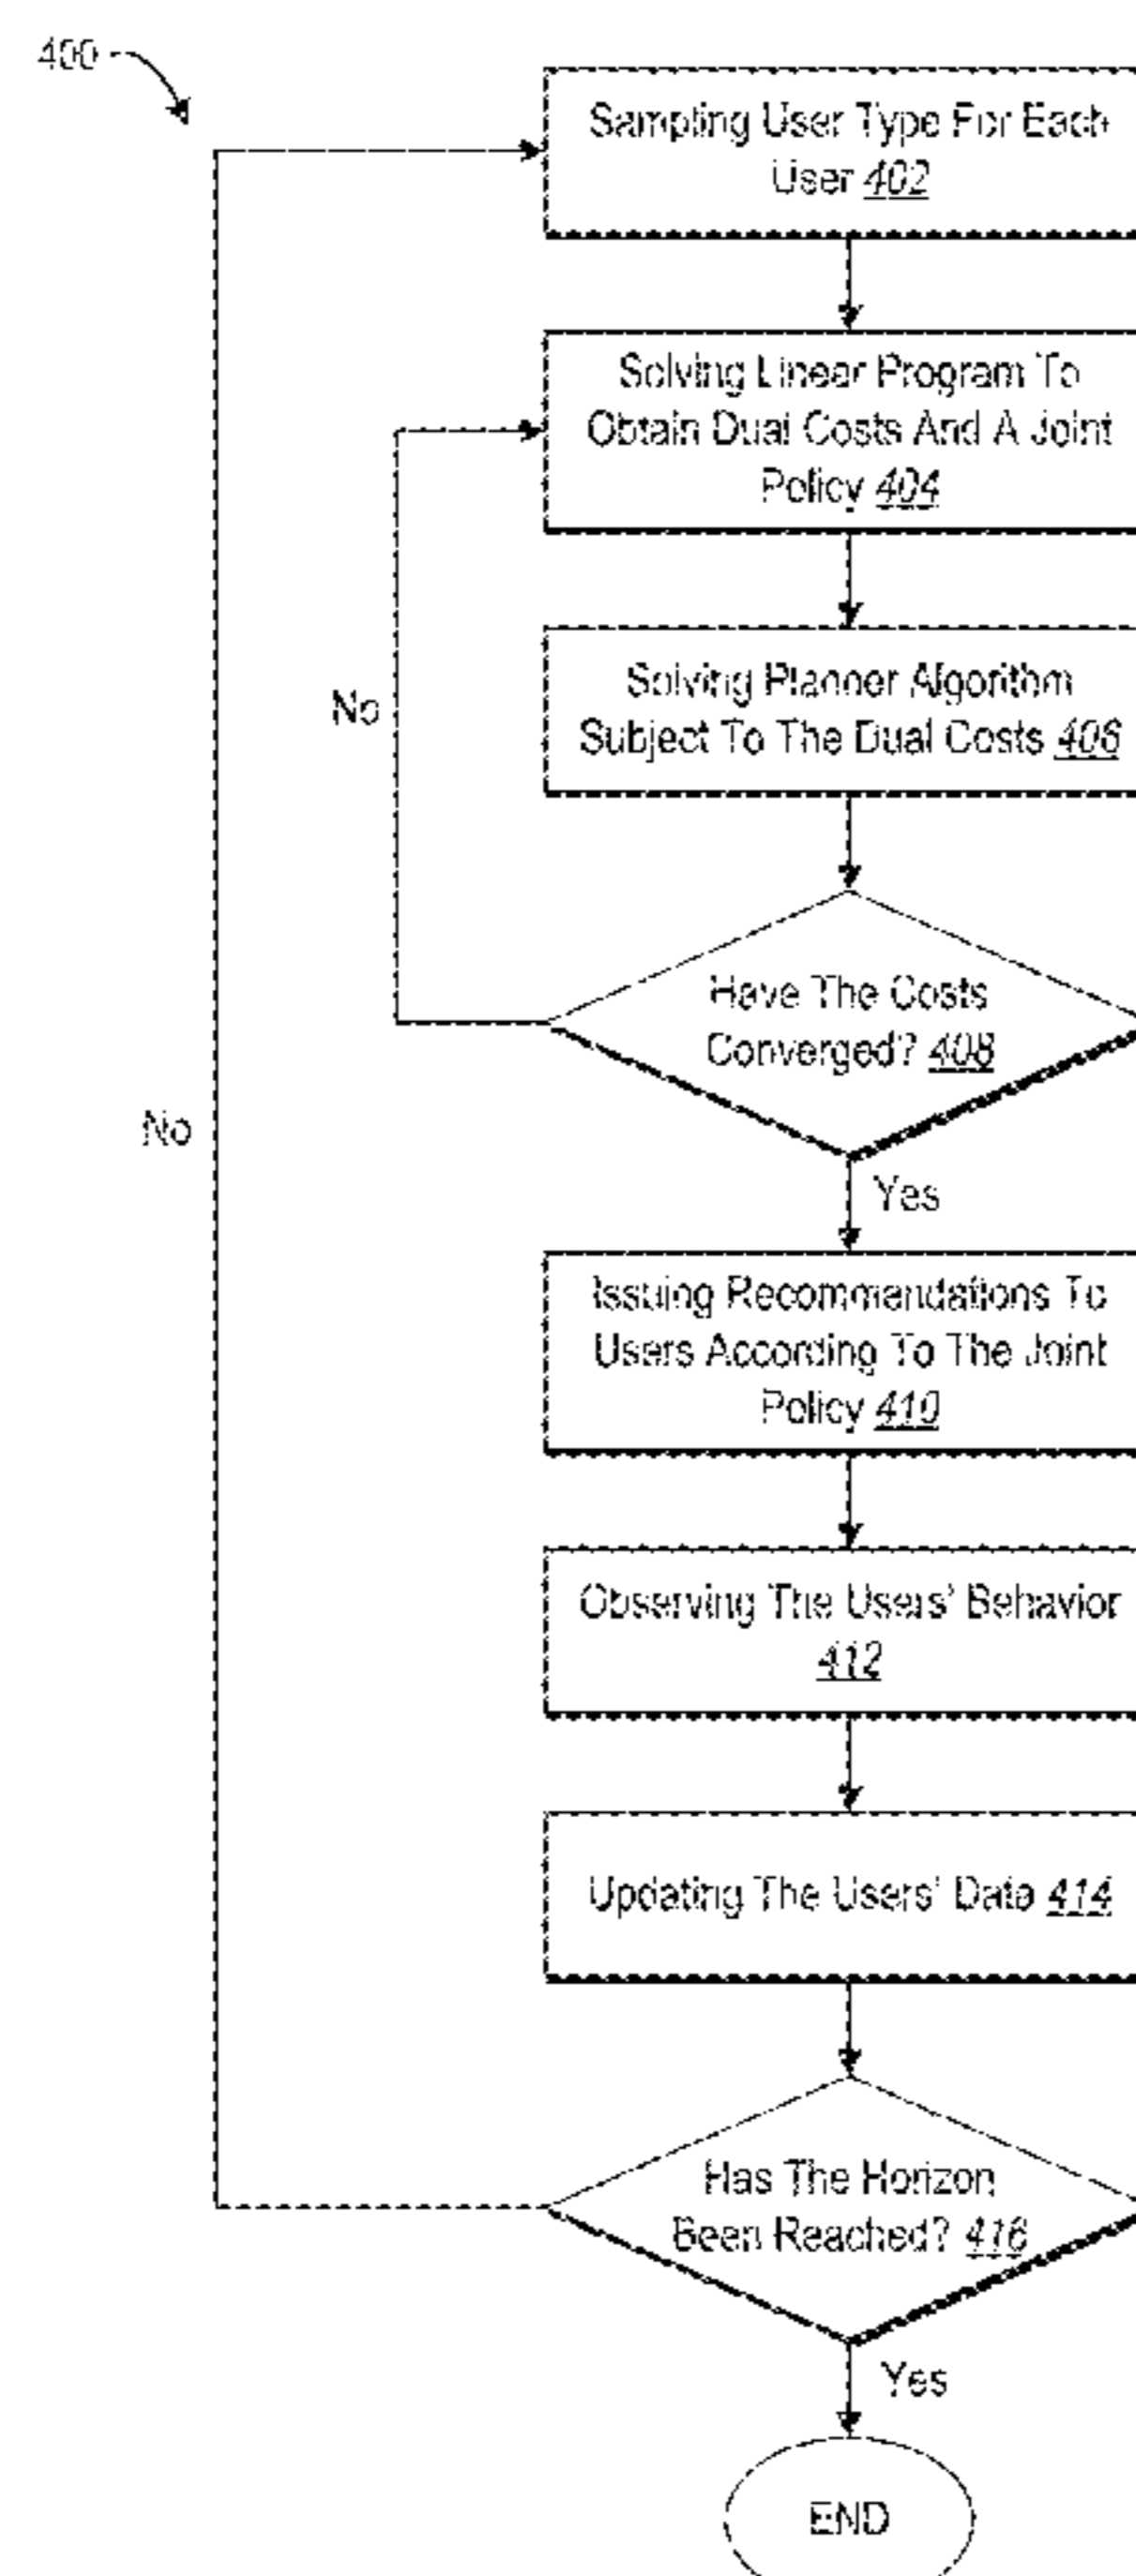 400
Sampling User Type For Each
User 402
Solving Linear Program To
Obtain Dual Costs And A Joint
Policy 404
Solving Planner Algorithm
Subject To The Dual Costs 406
No
Have The Costs
Converged? 408
No
Yes
Issuing Recommendations To
Users According To The Joint
Policy 410
Observing The Users' Behavior
412
Updating The Users' Data 414
Has The Horizon
Been Reached? 416
Yes
END